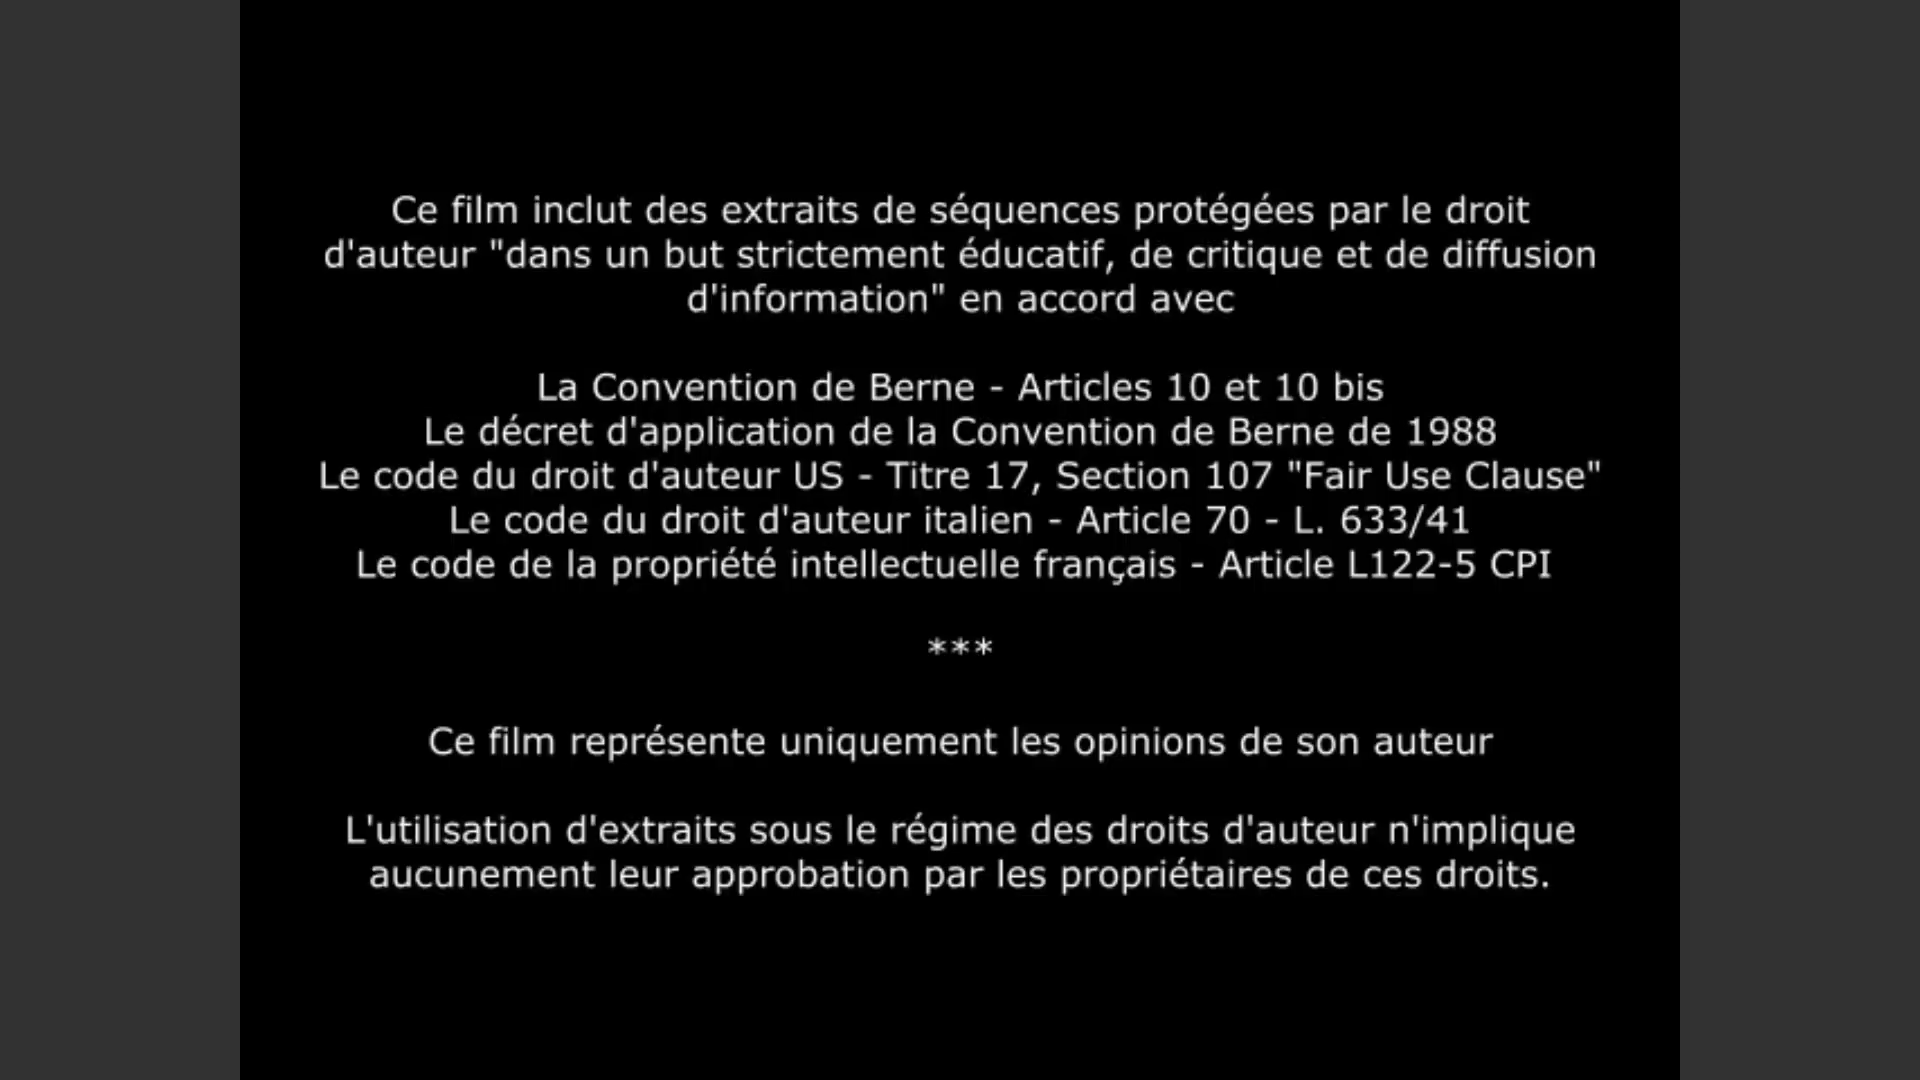 Ce film inclut des extraits de séquences protégées par le droit
d'auteur "dans un but strictement éducatif, de critique et de diffusion
d'information" en accord avec
La Convention de Berne - Articles 10 et 10 bis
Le décret d'application de la Convention de Berne de 1988
Le code du droit d'auteur US - Titre 17, Section 107 "Fair Use Clause"
Le code du droit d'auteur italien - Article 70 - L. 633/41
Le code de la propriété intellectuelle français - Article L122-5 CPI
***
Ce film représente uniquement les opinions de son auteur
L'utilisation d'extraits sous le régime des droits d'auteur n'implique
aucunement leur approbation par les propriétaires de ces droits.